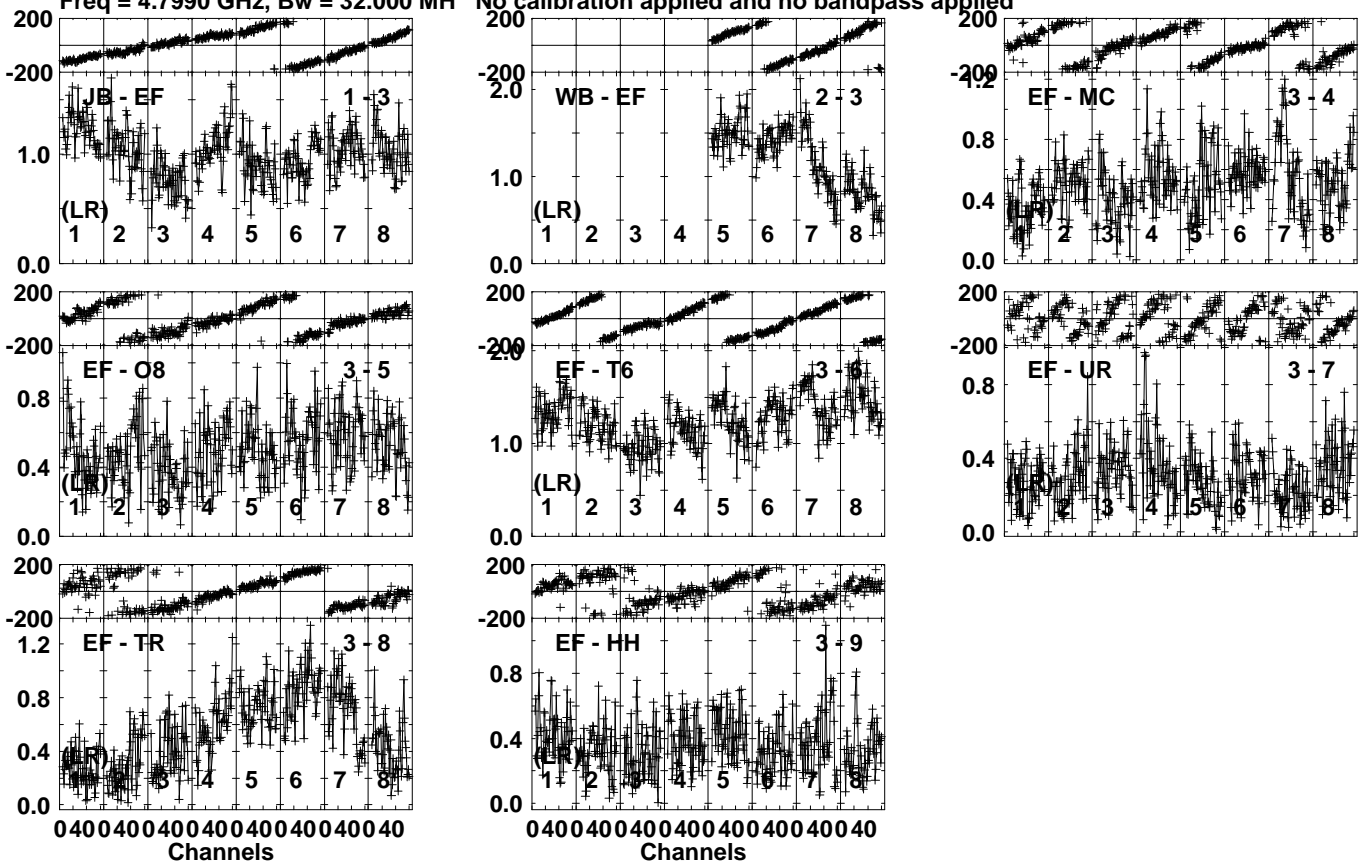 Freq = 4.7990 GHz, Bw = 32.000 MH No calibration applied and no bandpass applied
200
-200
JB - EF 1 - 3
1.0
(LR)
1 2 3 4 5 6 7 8
0.0
200
-200
2.0
WB - EF 2 - 3
1.0
(LR)
1 2 3 4 5 6 7 8
0.0
200
-200
1.2
EF - MC 3 - 4
0.8
0.4
(LR)
1 2 3 4 5 6 7 8
0.0
200
-200
EF - O8 3 - 5
0.8
0.4
(LR)
1 2 3 4 5 6 7 8
0.0
200
-200
2.0
EF - T6 3 - 6
1.0
(LR)
1 2 3 4 5 6 7 8
0.0
200
-200
EF - UR 3 - 7
0.8
0.4
(LR)
1 2 3 4 5 6 7 8
0.0
200
-200
EF - TR 3 - 8
1.2
0.8
0.4
(LR)
1 2 3 4 5 6 7 8
0.0
0 40 0 40 0 40 0 40 0 40 0 40 0 40 0 40
Channels
200
-200
EF - HH 3 - 9
0.8
0.4
(LR)
1 2 3 4 5 6 7 8
0.0
0 40 0 40 0 40 0 40 0 40 0 40 0 40 0 40
Channels